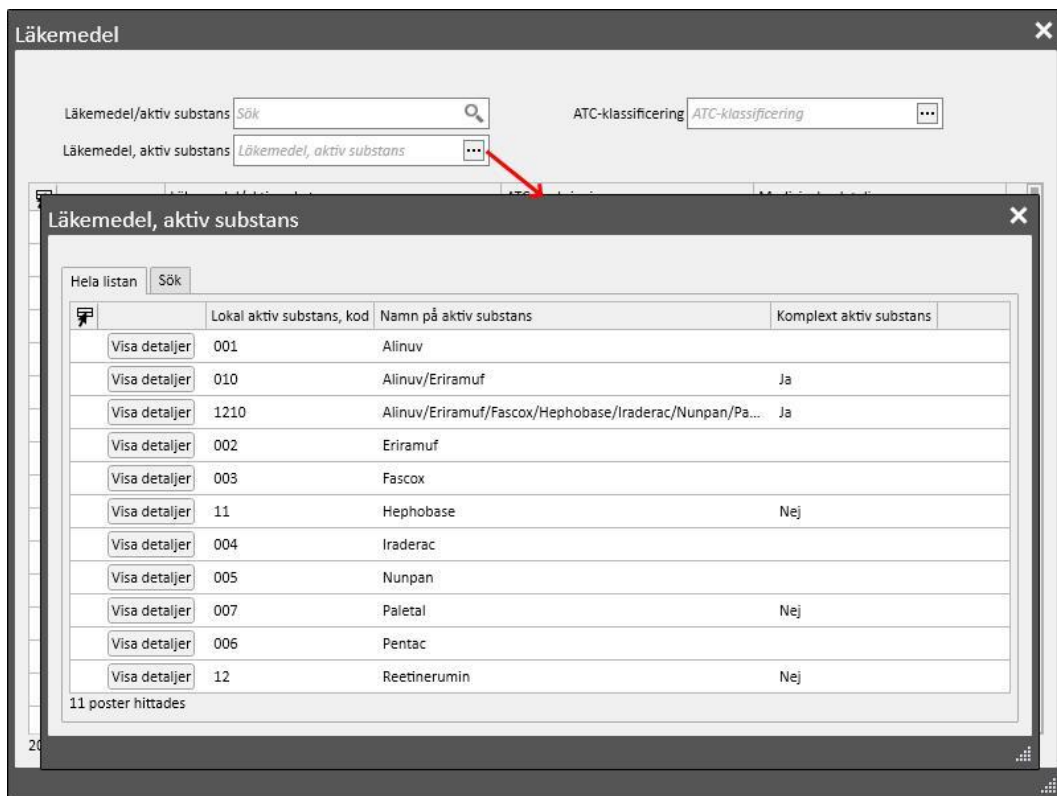 Läkemedel
Läkemedel/aktiv substans Sök ATC-klassificering ATC-klassificering
Läkemedel, aktiv substans Läkemedel, aktiv substans
Läkemedel, aktiv substans
Hela listan Sök
Lokal aktiv substans, kod Namn på aktiv substans Komplext aktiv substans
Visa detaljer 001 Alinuv
Visa detaljer 010 Alinuv/Eriramuf Ja
Visa detaljer 1210 Alinuv/Eriramuf/Fascox/Hephobase/Iraderac/Nunpan/Pa... Ja
Visa detaljer 002 Eriramuf
Visa detaljer 003 Fascox
Visa detaljer 11 Hephobase Nej
Visa detaljer 004 Iraderac
Visa detaljer 005 Nunpan
Visa detaljer 007 Paletal Nej
Visa detaljer 006 Pentac
Visa detaljer 12 Reetinerumin Nej
11 poster hittades
20